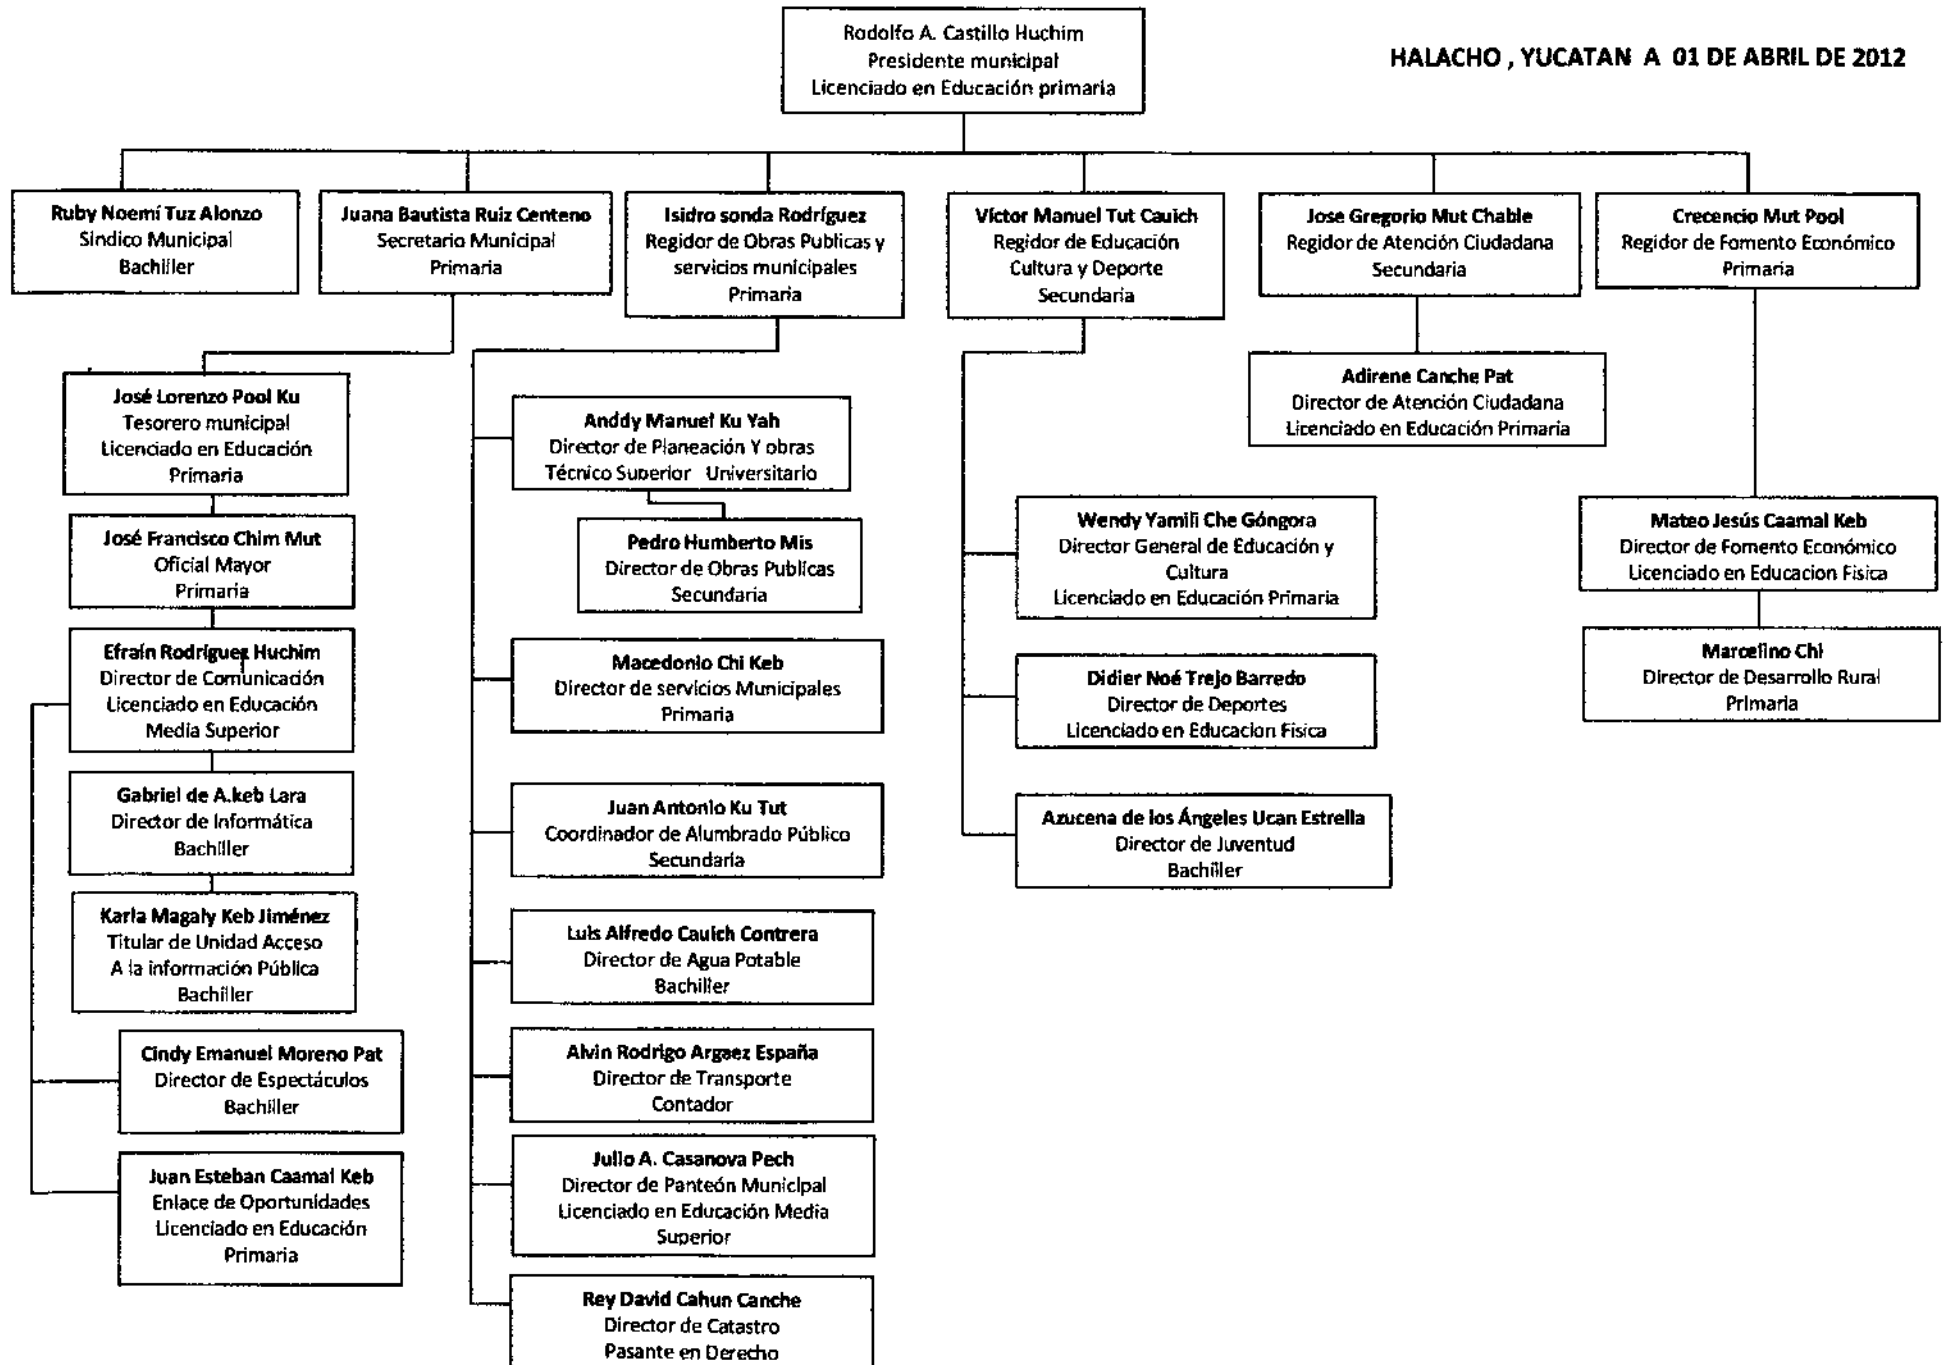 Rodolfo A. Castillo Huchim
Presidente municipal
Licenciado en Educación primaria
HALACHO , YUCATAN A 01 DE ABRIL DE 2012
Ruby Noemí Tuz Alonzo
Sindico Municipal
Bachiller
Juana Bautista Ruiz Centeno
Secretario Municipal
Primaria
Isidro sonda Rodríguez
Regidor de Obras Publicas y
servicios municipales
Primaria
Víctor Manuel Tut Cauich
Regidor de Educación
Cultura y Deporte
Secundaria
Jose Gregorio Mut Chable
Regidor de Atención Ciudadana
Secundaria
Crecencio Mut Pool
Regidor de Fomento Económico
Primaria
José Lorenzo Pool Ku
Tesorero municipal
Licenciado en Educación
Primaria
José Francisco Chim Mut
Oficial Mayor
Primaria
Efraín Rodríguez Huchim
Director de Comunicación
Licenciado en Educación
Media Superior
Gabriel de A.keb Lara
Director de Informática
Bachiller
Karla Magaly Keb Jiménez
Titular de Unidad Acceso
A la información Pública
Bachiller
Cindy Emanuel Moreno Pat
Director de Espectáculos
Bachiller
Juan Esteban Caamal Keb
Enlace de Oportunidades
Licenciado en Educación
Primaria
Anddy Manuel Ku Yah
Director de Planeación Y obras
Técnico Superior Universitario
Pedro Humberto Mis
Director de Obras Publicas
Secundaria
Macedonio Chi Keb
Director de servicios Municipales
Primaria
Juan Antonio Ku Tut
Coordinador de Alumbrado Público
Secundaria
Luis Alfredo Cauich Contrera
Director de Agua Potable
Bachiller
Alvin Rodrigo Argaez España
Director de Transporte
Contador
Julio A. Casanova Pech
Director de Panteón Municipal
Licenciado en Educación Media
Superior
Rey David Cahun Canche
Director de Catastro
Pasante en Derecho
Wendy Yamili Che Góngora
Director General de Educación y
Cultura
Licenciado en Educación Primaria
Didier Noé Trejo Barredo
Director de Deportes
Licenciado en Educacion Fisica
Azucena de los Ángeles Ucan Estrella
Director de Juventud
Bachiller
Adirene Canche Pat
Director de Atención Ciudadana
Licenciado en Educación Primaria
Mateo Jesús Caamal Keb
Director de Fomento Económico
Licenciado en Educacion Fisica
Marcelino Chi
Director de Desarrollo Rural
Primaria